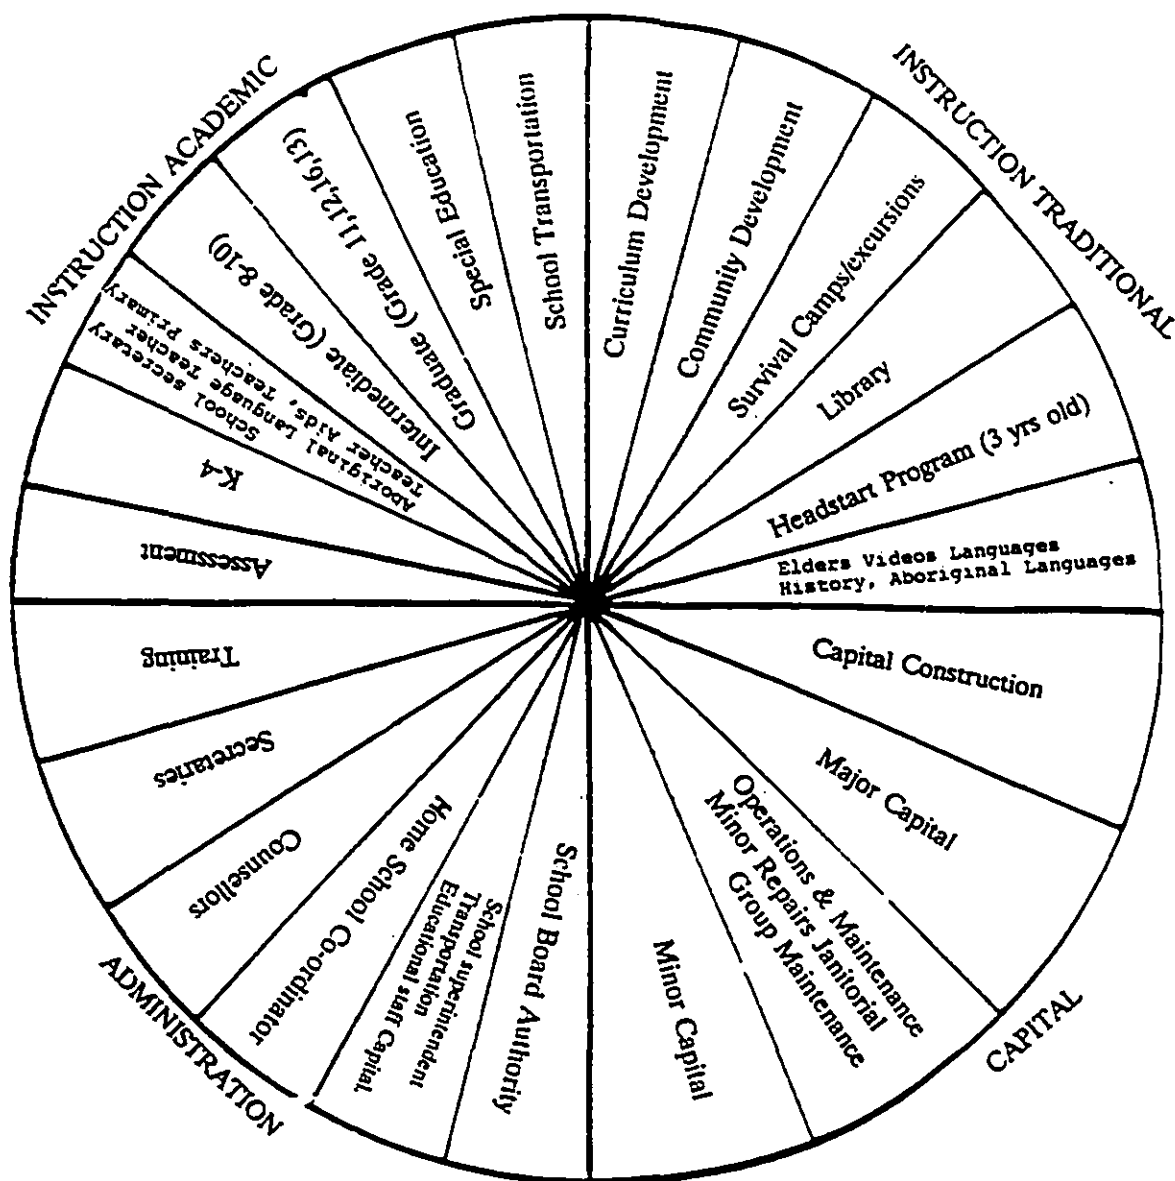 INSTRUCTION TRADITIONAL
Curriculum Development
Community Development
Survival Camps/excursions
Library
Headstart Program (3 yrs old)
Elders Videos Languages
History, Aboriginal Languages
CAPITAL
Capital Construction
Major Capital
Operations & Maintenance
Minor Repairs Janitorial
Group Maintenance
Minor Capital
ADMINISTRATION
School Board Authority
School superintendent
Transportation
Educational staff Capital.
Home School Co-ordinator
Counsellors
Secretaries
Training
INSTRUCTION ACADEMIC
Assessment
K-4
School secretary
Aboriginal Language Teacher
Teacher Aids, Teachers Primary
Intermediate (Grade 8-10)
Graduate (Grade 11,12,16,13)
Special Education
School Transportation